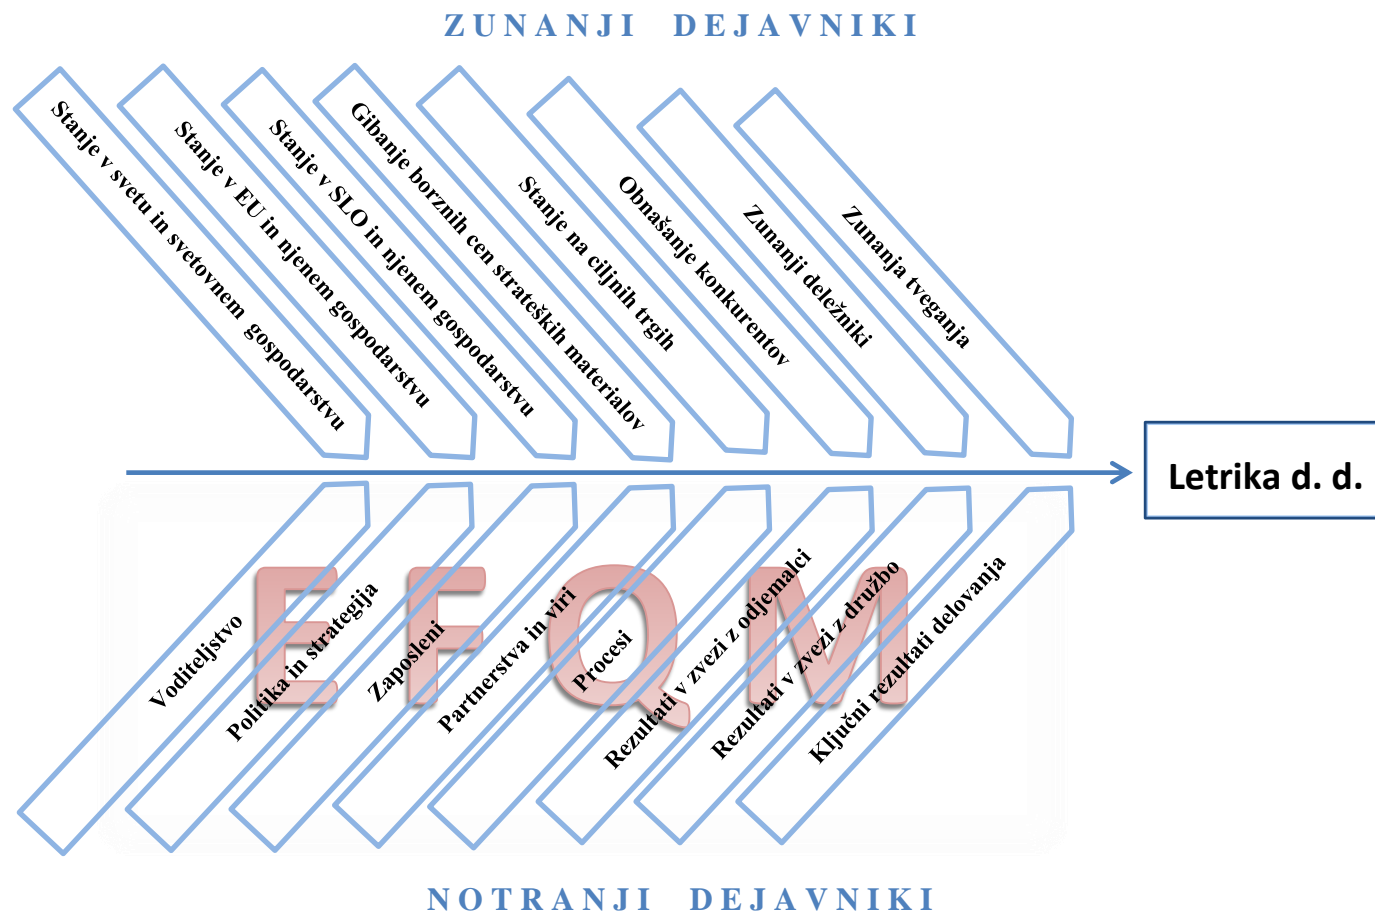 ZUNANJI DEJAVNIKI
Stanje v svetu in svetovnem gospodarstvu
Stanje v EU in njenem gospodarstvu
Stanje v SLO in njenem gospodarstvu
Gibanje borznih cen strateških materialov
Stanje na ciljnih trgih
Obnašanje konkurentov
Zunanji deležniki
Zunanja tveganja
Letrika d. d.
EFQM
Voditeljstvo
Politika in strategija
Zaposleni
Partnerstva in viri
Procesi
Rezultati v zvezi z odjemalci
Rezultati v zvezi z družbo
Ključni rezultati delovanja
NOTRANJI DEJAVNIKI